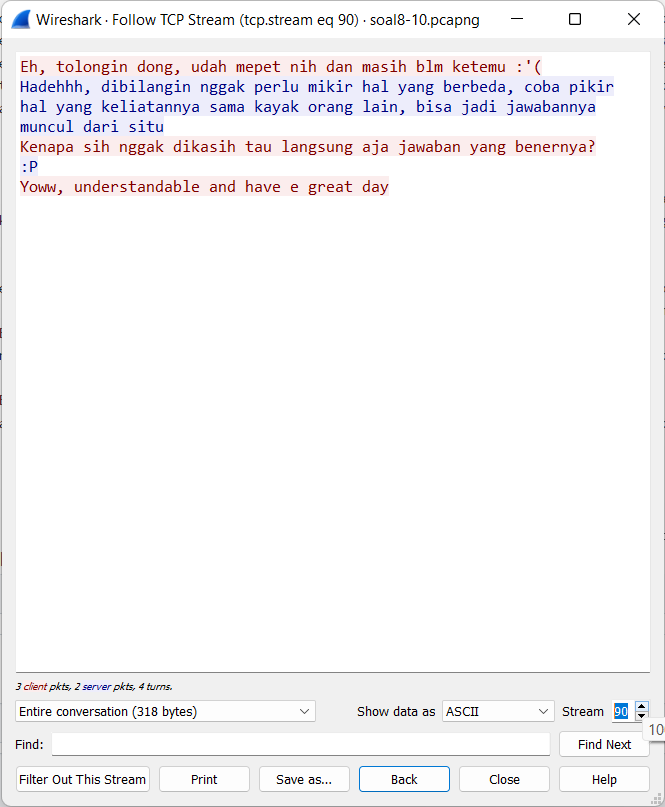 Wireshark · Follow TCP Stream (tcp.stream eq 90) · soal8-10.pcapng
Eh, tolongin dong, udah mepet nih dan masih blm ketemu :'(
Hadehhh, dibilangin nggak perlu mikir hal yang berbeda, coba pikir
hal yang keliatannya sama kayak orang lain, bisa jadi jawabannya
muncul dari situ
Kenapa sih nggak dikasih tau langsung aja jawaban yang benernya?
:P
Yoww, understandable and have e great day
3 client pkts, 2 server pkts, 4 turns.
Entire conversation (318 bytes) Show data as ASCII Stream 90
Find: Find Next
Filter Out This Stream Print Save as... Back Close Help